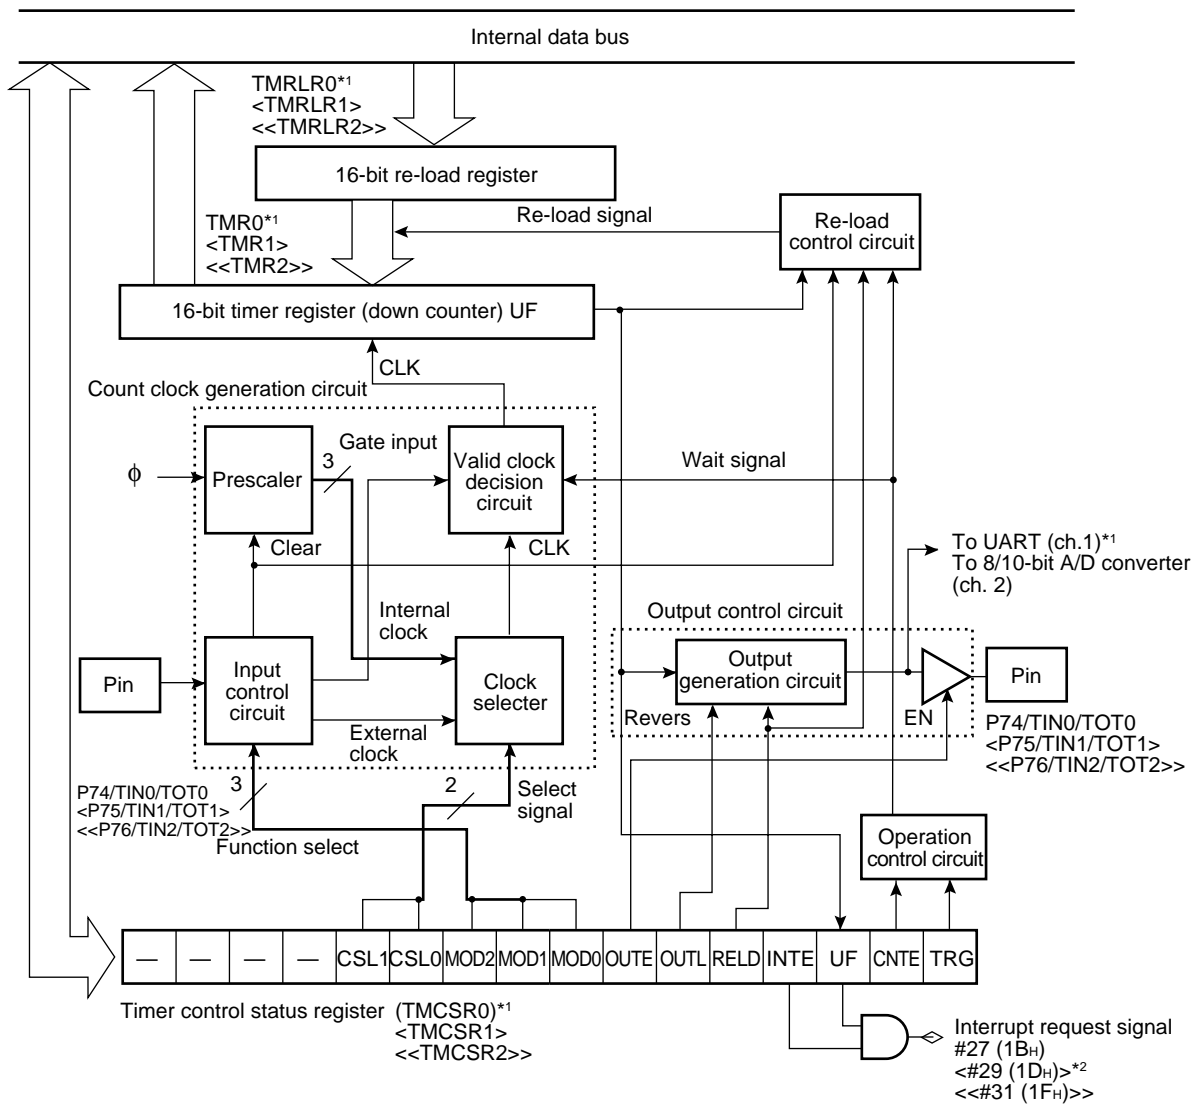 Internal data bus
TMRLR0*1
<TMRLR1>
<<TMRLR2>>
16-bit re-load register
TMR0*1
<TMR1>
<<TMR2>>
Re-load signal
Re-load
control circuit
16-bit timer register (down counter) UF
CLK
Count clock generation circuit
Gate input
3
Prescaler
Valid clock
decision
circuit
Wait signal
ϕ
Clear
CLK
To UART (ch.1)*1
To 8/10-bit A/D converter
(ch. 2)
Internal
clock
Output control circuit
Pin
Input
control
circuit
Clock
selecter
External
clock
Output
generation circuit
Revers
EN
Pin
P74/TIN0/TOT0
<P75/TIN1/TOT1>
<<P76/TIN2/TOT2>>
P74/TIN0/TOT0
<P75/TIN1/TOT1>
<<P76/TIN2/TOT2>>
3
Function select
2
Select
signal
Operation
control circuit
— — — — CSL1 CSL0 MOD2 MOD1 MOD0 OUTE OUTL RELD INTE UF CNTE TRG
Timer control status register (TMCSR0)*1
<TMCSR1>
<<TMCSR2>>
Interrupt request signal
#27 (1BH)
<#29 (1DH)>*2
<<#31 (1FH)>>